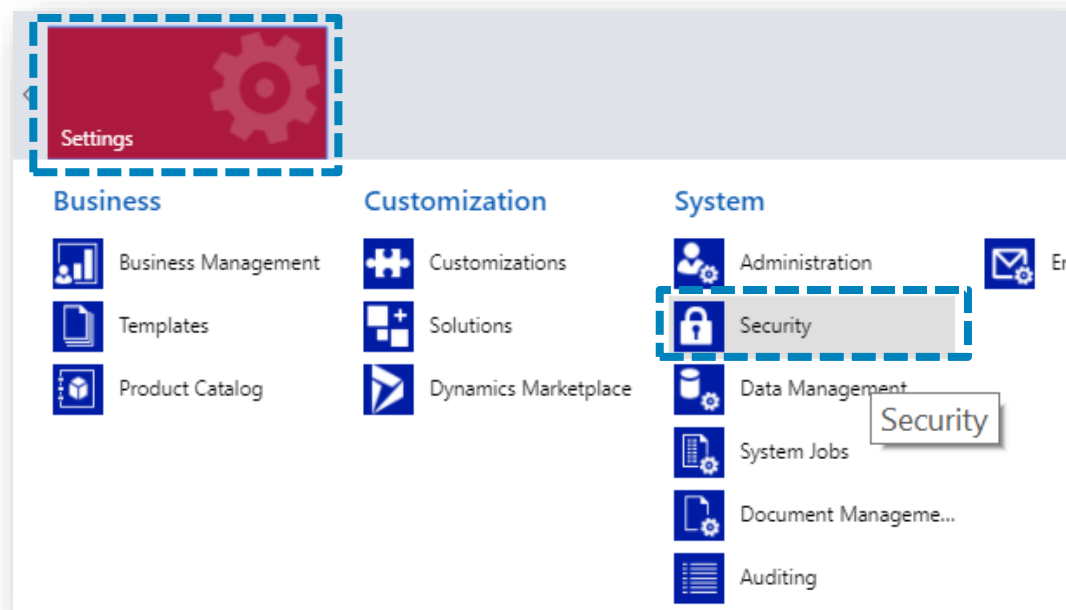 Settings
Business
Business Management
Templates
Product Catalog
Customization
Customizations
Solutions
Dynamics Marketplace
System
Administration
Security
Data Management
Security
System Jobs
Document Manageme...
Auditing